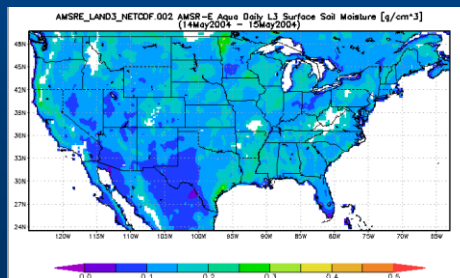 AMSRE_LAND3_NETCDF.002 AMSR-E Aqua Daily L3 Surface Soil Moisture [g/cm^3]
(14May2004 - 15May2004)
48N
45N
42N
39N
36N
33N
30N
27N
24N
120W 115W 110W 105W 100W 95W 90W 85W 80W 75W 70W 65W
0.0 0.1 0.2 0.3 0.4 0.5